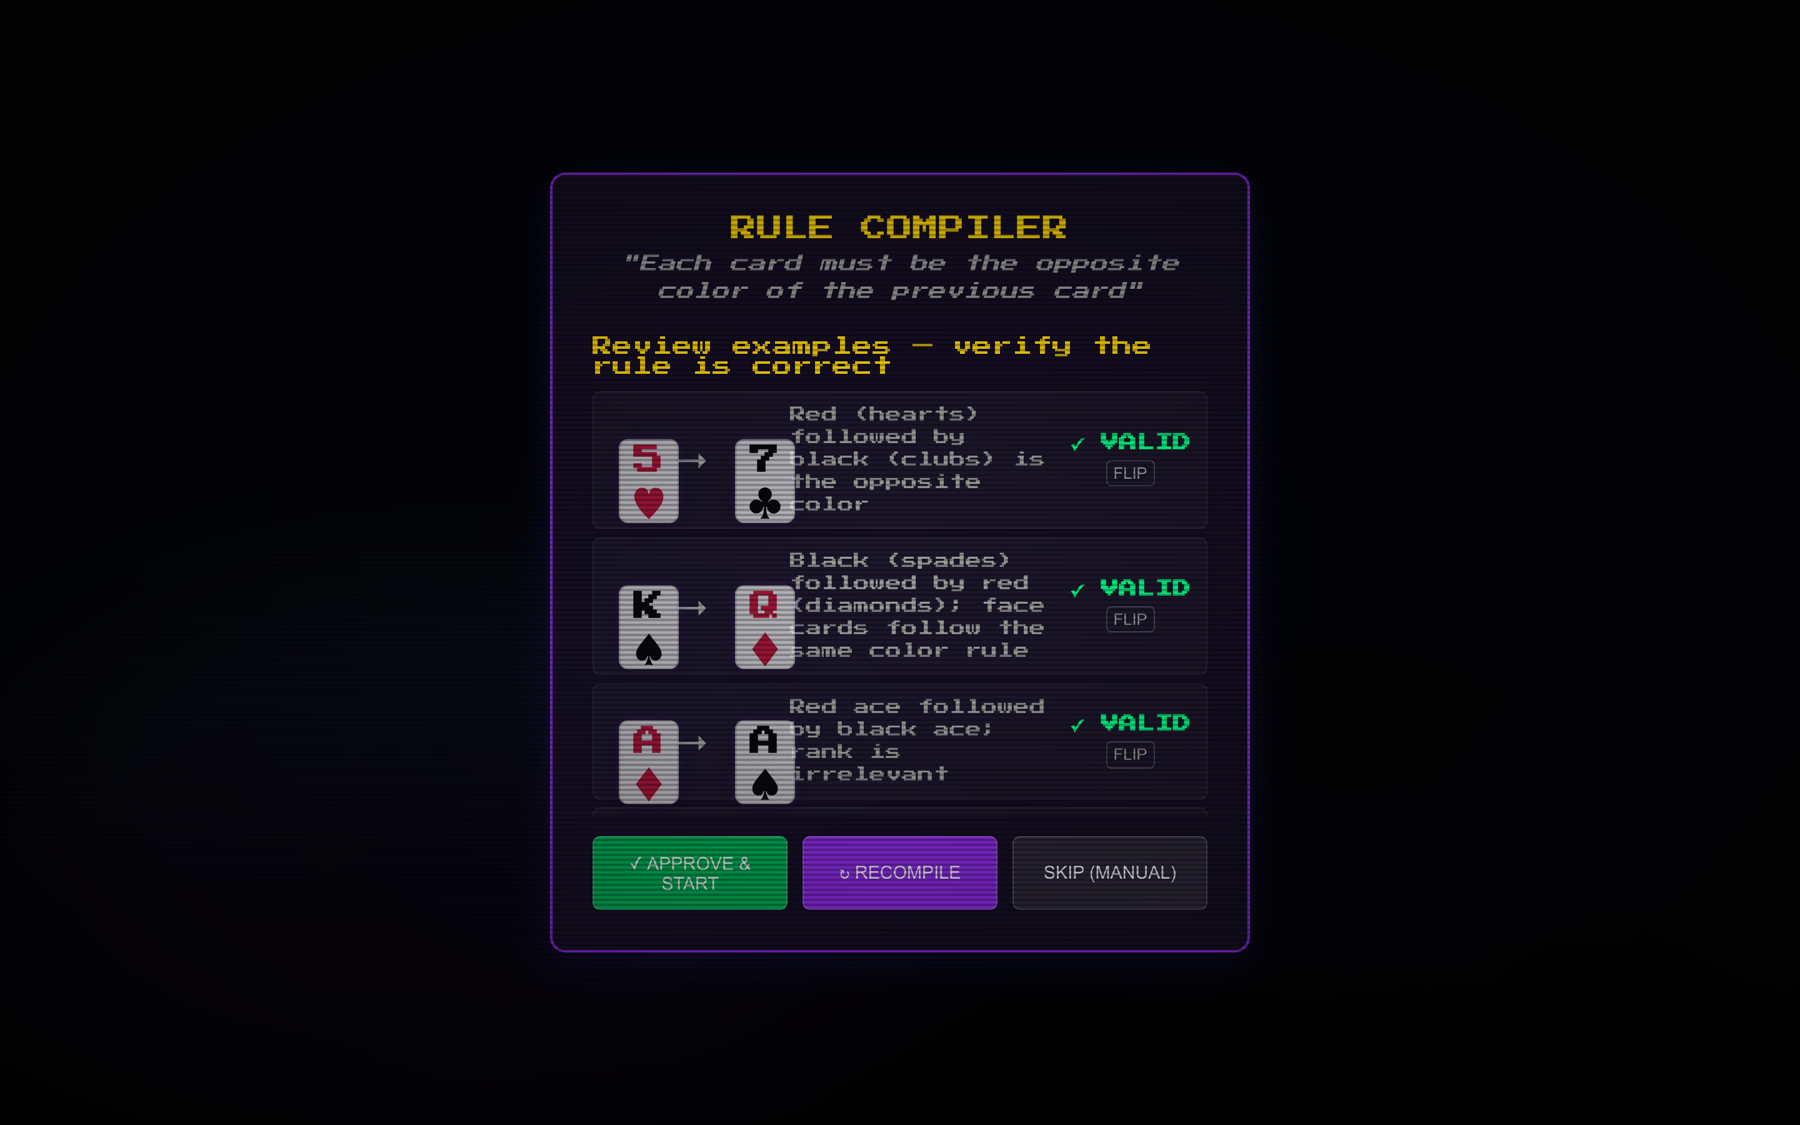 RULE COMPILER
"Each card must be the opposite
color of the previous card"
Review examples — verify the
rule is correct
5
7
Red (hearts)
followed by
black (clubs) is
the opposite
color
✓ VALID
FLIP
K
Q
Black (spades)
followed by red
(diamonds); face
cards follow the
same color rule
✓ VALID
FLIP
A
A
Red ace followed
by black ace;
rank is
irrelevant
✓ VALID
FLIP
✓ APPROVE &
START
↻ RECOMPILE
SKIP (MANUAL)